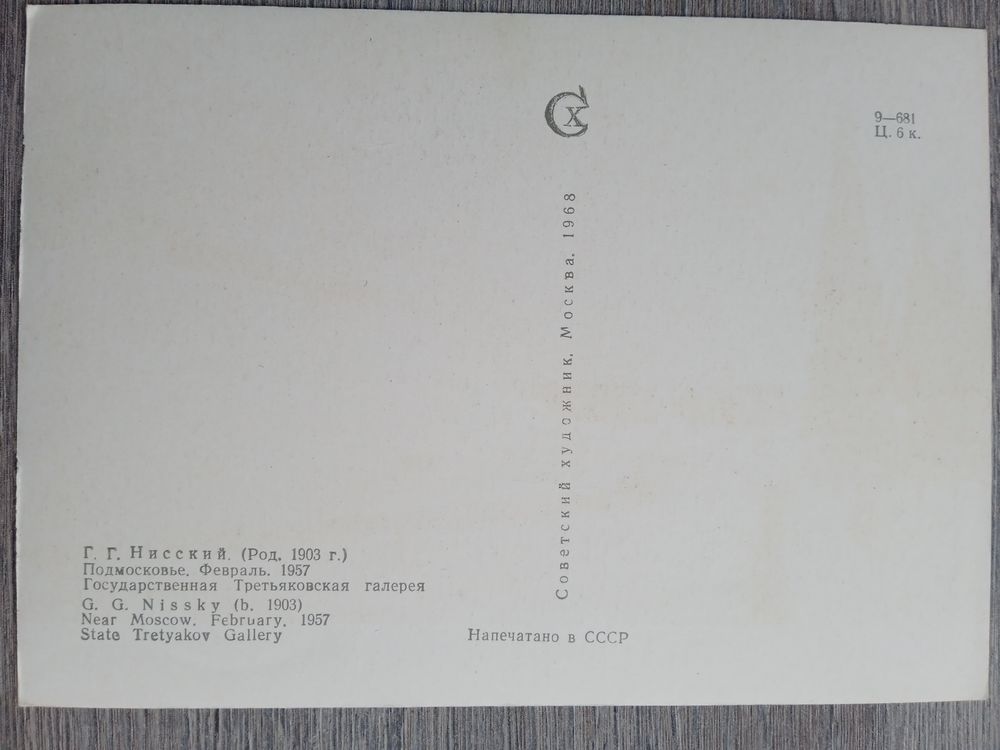 СХ
9—681
Ц. 6 к.
Советский художник. Москва. 1968
Г. Г. Нисский. (Род. 1903 г.)
Подмосковье. Февраль. 1957
Государственная Третьяковская галерея
G. G. Nissky (b. 1903)
Near Moscow. February. 1957
State Tretyakov Gallery
Напечатано в СССР